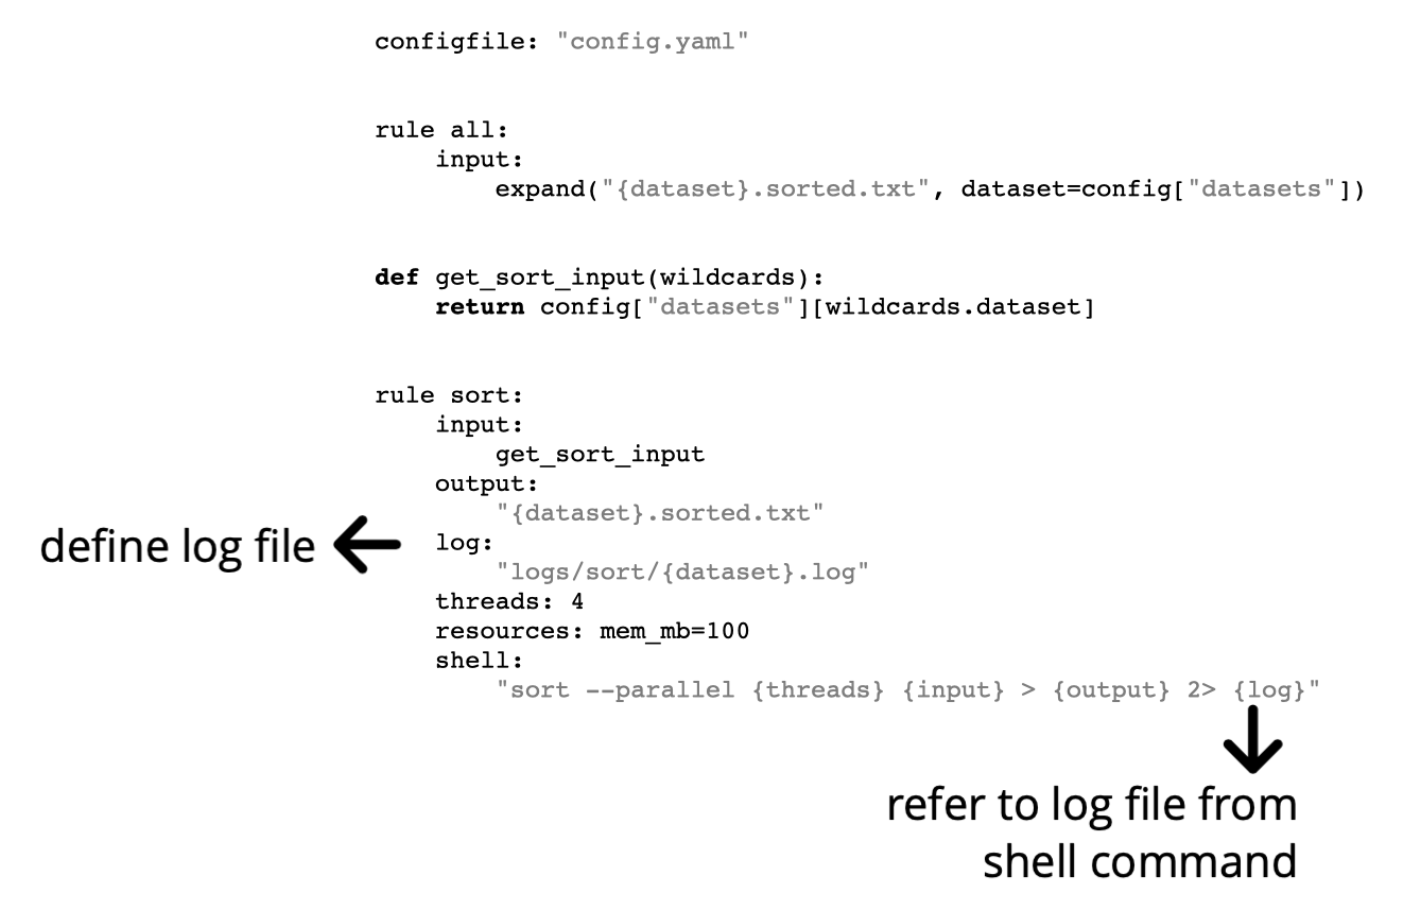 configfile: "config.yaml"
rule all:
    input:
        expand("{dataset}.sorted.txt", dataset=config["datasets"])
def get_sort_input(wildcards):
    return config["datasets"][wildcards.dataset]
rule sort:
    input:
        get_sort_input
    output:
        "{dataset}.sorted.txt"
define log file
    log:
        "logs/sort/{dataset}.log"
    threads: 4
    resources: mem_mb=100
    shell:
        "sort --parallel {threads} {input} > {output} 2> {log}"
refer to log file from
shell command